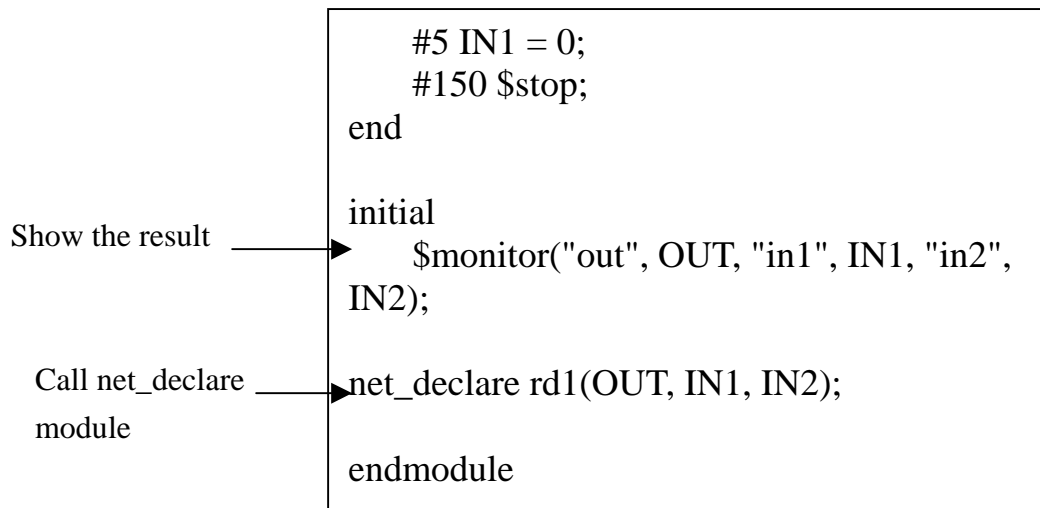 #5 IN1 = 0;
#150 $stop;
end
initial
Show the result
$monitor("out", OUT, "in1", IN1, "in2",
IN2);
Call net_declare
module
net_declare rd1(OUT, IN1, IN2);
endmodule